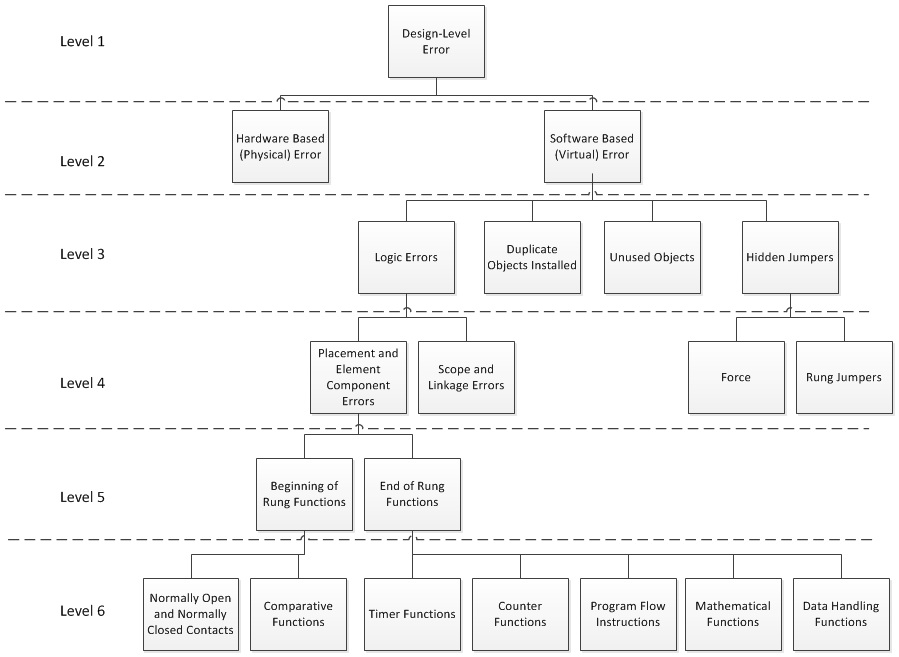 Level 1
Design-Level
Error
Level 2
Hardware Based
(Physical) Error
Software Based
(Virtual) Error
Level 3
Logic Errors
Duplicate
Objects Installed
Unused Objects
Hidden Jumpers
Level 4
Placement and
Element
Component
Errors
Scope and
Linkage Errors
Force
Rung Jumpers
Level 5
Beginning of
Rung Functions
End of Rung
Functions
Level 6
Normally Open
and Normally
Closed Contacts
Comparative
Functions
Timer Functions
Counter
Functions
Program Flow
Instructions
Mathematical
Functions
Data Handling
Functions